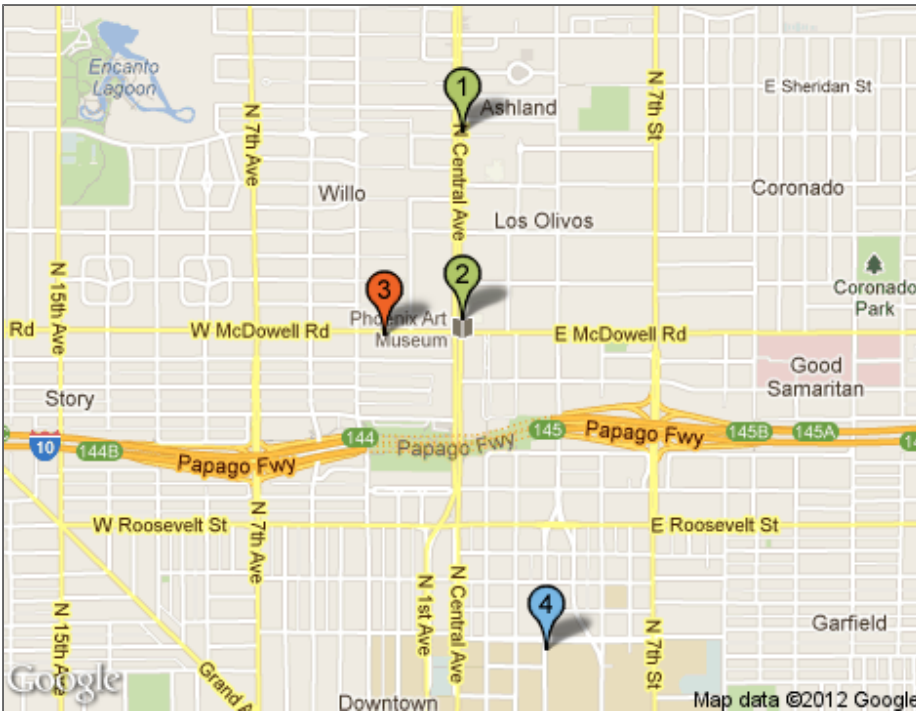 Encanto
Lagoon
1
Ashland
E Sheridan St
N 7th St
N 7th Ave
N Central Ave
Willo
Coronado
Los Olivos
N 15th Ave
2
3
Coronado
Park
Rd
W McDowell Rd
Phoenix Art
Museum
E McDowell Rd
Good
Samaritan
Story
10
144B
Papago Fwy
144
Papago Fwy
145
Papago Fwy
145B
145A
W Roosevelt St
E Roosevelt St
N 7th Ave
N 1st Ave
N Central Ave
4
N 7th St
Garfield
N 15th Ave
Grand
Google
Downtown
Map data ©2012 Google